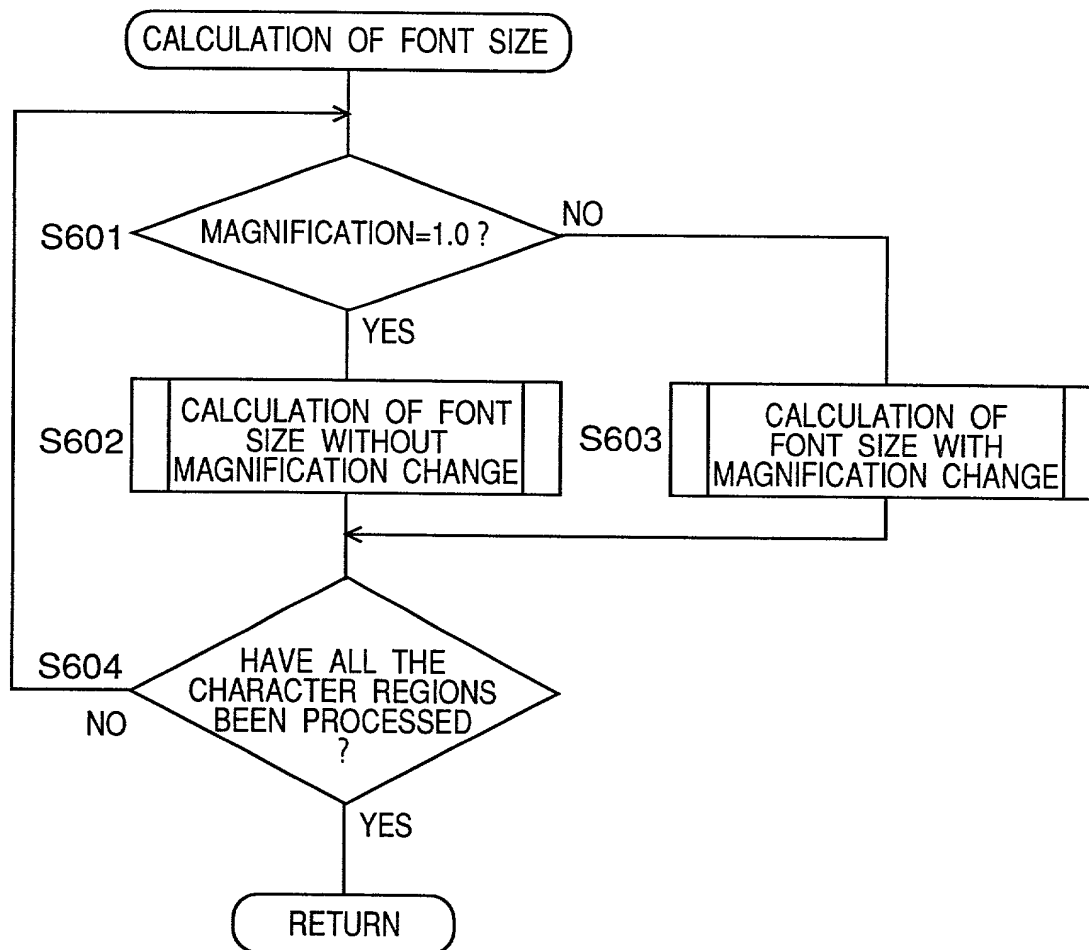 CALCULATION OF FONT SIZE
S601
MAGNIFICATION=1.0 ?
NO
YES
S602
CALCULATION OF FONT
SIZE WITHOUT
MAGNIFICATION CHANGE
S603
CALCULATION OF
FONT SIZE WITH
MAGNIFICATION CHANGE
S604
HAVE ALL THE
CHARACTER REGIONS
BEEN PROCESSED
?
NO
YES
RETURN